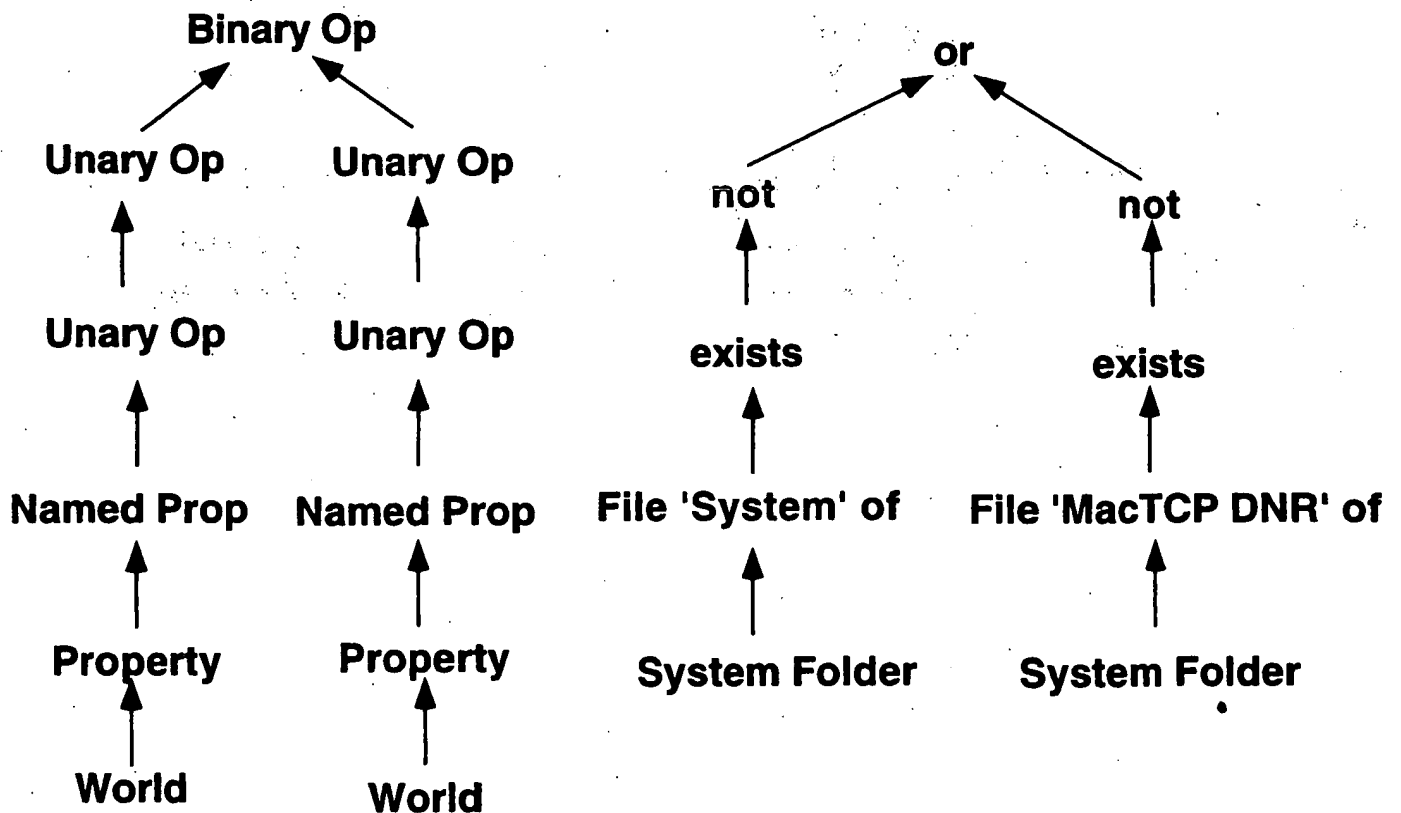 Binary Op
or
Unary Op
Unary Op
not
not
Unary Op
Unary Op
exists
exists
Named Prop
Named Prop
File 'System' of
File 'MacTCP DNR' of
Property
Property
System Folder
System Folder
World
World